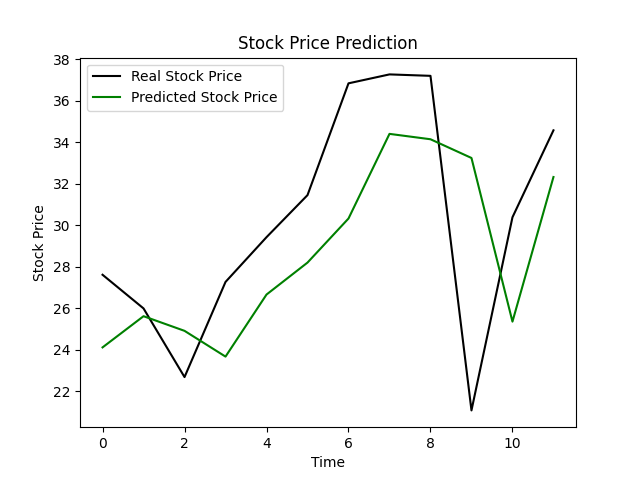 Stock Price Prediction
Real Stock Price
Predicted Stock Price
Stock Price
38
36
34
32
30
28
26
24
22
0 2 4 6 8 10
Time